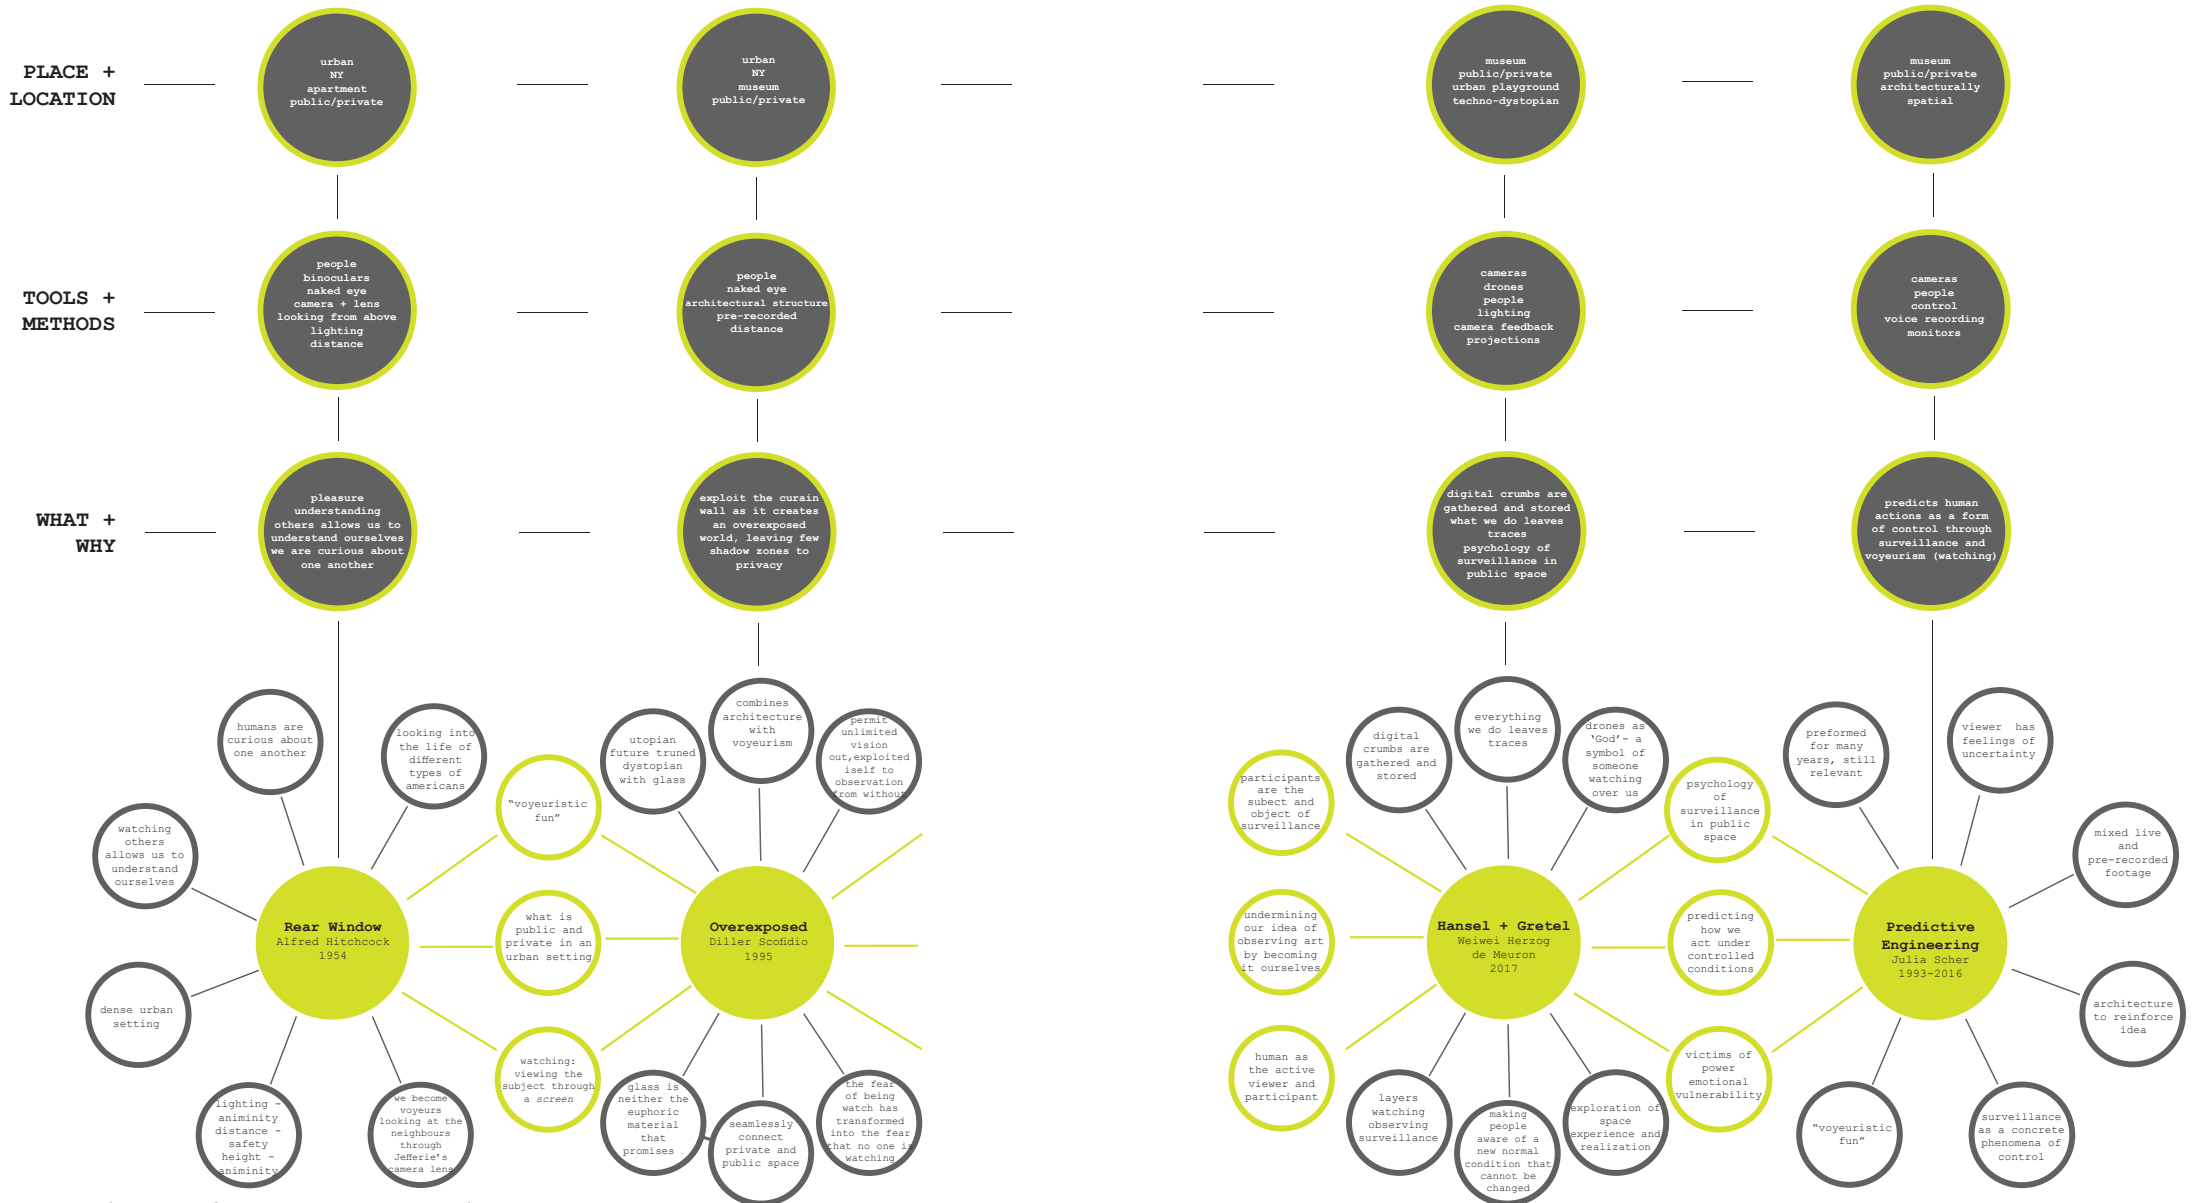 PLACE +
LOCATION
urban
NY
apartment
public/private
urban
NY
museum
public/private
museum
public/private
urban playground
techno-dystopian
museum
public/private
architecturally
spatial
TOOLS +
METHODS
people
binoculars
naked eye
camera + lens
looking from above
lighting
distance
people
naked eye
architectural structure
pre-recorded
distance
cameras
drones
people
lighting
camera feedback
projections
cameras
people
control
voice recording
monitors
WHAT +
WHY
pleasure
understanding
others allows us to
understand ourselves
we are curious about
one another
exploit the curain
wall as it creates
an overexposed
world, leaving few
shadow zones to
privacy
digital crumbs are
gathered and stored
what we do leaves
traces
psychology of
surveillance in
public space
predicts human
actions as a form
of control through
surveillance and
voyeurism (watching)
humans are
curious about
one another
looking into
the life of
different
types of
americans
watching
others
allows us to
understand
ourselves
dense urban
setting
lighting -
animinity
distance -
safety
height -
animinity
we become
voyeurs
looking at the
neighbours
through
Jefferie's
camera lens
Rear Window
Alfred Hitchcock
1954
"voyeuristic
fun"
what is
public and
private in an
urban setting
watching:
viewing the
subject through
a screen
utopian
future truned
dystopian
with glass
combines
architecture
with
voyeurism
permit
unlimited
vision
out,exploited
iself to
observation
from without
Overexposed
Diller Scofidio
1995
glass is
neither the
euphoric
material
that
promises .
seamlessly
connect
private and
public space
the fear
of being
watch has
transformed
into the fear
that no one is
watching
participants
are the
subect and
object of
surveillance
undermining
our idea of
observing art
by becoming
it ourselves
human as
the active
viewer and
participant
digital
crumbs are
gathered and
stored
everything
we do leaves
traces
drones as
'God'- a
symbol of
someone
watching
over us
Hansel + Gretel
Weiwei Herzog
de Meuron
2017
layers
watching
observing
surveillance
making
people
aware of a
new normal
condition that
cannot be
changed
exploration of
space
experience and
realization
psychology
of
surveillance
in public
space
predicting
how we
act under
controlled
conditions
victims of
power
emotional
vulnerability
preformed
for many
years, still
relevant
viewer has
feelings of
uncertainty
mixed live
and
pre-recorded
footage
Predictive
Engineering
Julia Scher
1993-2016
architecture
to reinforce
idea
"voyeuristic
fun"
surveillance
as a concrete
phenomena of
control